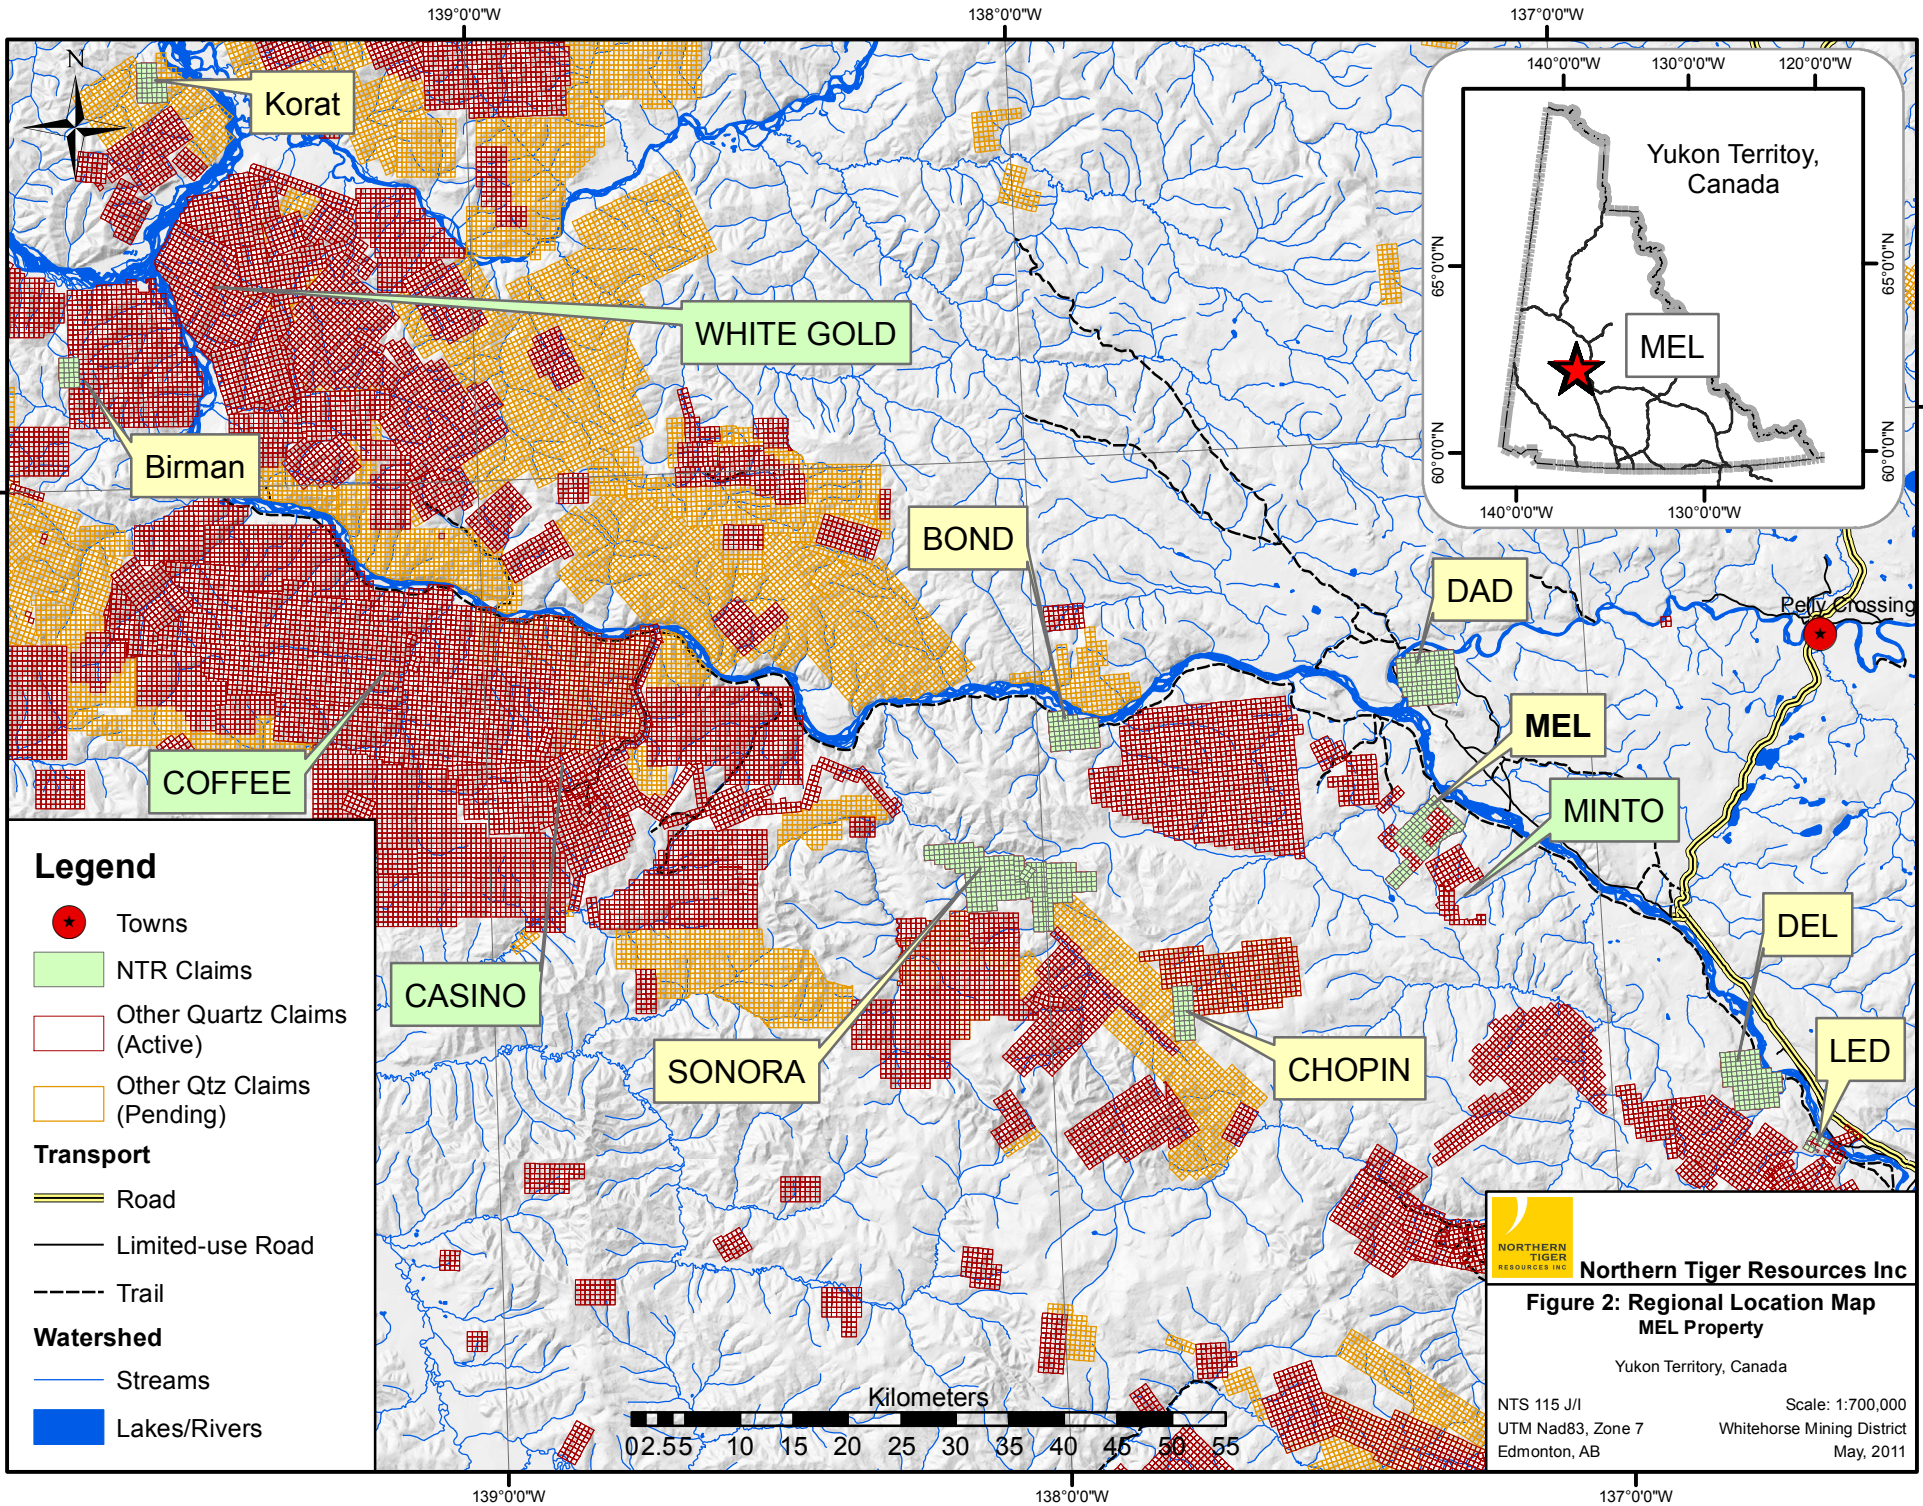 139°0'0"W
138°0'0"W
137°0'0"W
N
Korat
WHITE GOLD
Birman
BOND
DAD
Pelly Crossing
MEL
MINTO
COFFEE
CASINO
SONORA
CHOPIN
DEL
LED
140°0'0"W
130°0'0"W
120°0'0"W
Yukon Territoy,
Canada
MEL
65°0'0"N
65°0'0"N
60°0'0"N
60°0'0"N
140°0'0"W
130°0'0"W
Legend
Towns
NTR Claims
Other Quartz Claims
(Active)
Other Qtz Claims
(Pending)
Transport
Road
Limited-use Road
Trail
Watershed
Streams
Lakes/Rivers
Kilometers
0 2.5 5 10 15 20 25 30 35 40 45 50 55
NORTHERN
TIGER
RESOURCES INC
Northern Tiger Resources Inc
Figure 2: Regional Location Map
MEL Property
Yukon Territory, Canada
NTS 115 J/I
Scale: 1:700,000
UTM Nad83, Zone 7
Whitehorse Mining District
Edmonton, AB
May, 2011
139°0'0"W
138°0'0"W
137°0'0"W